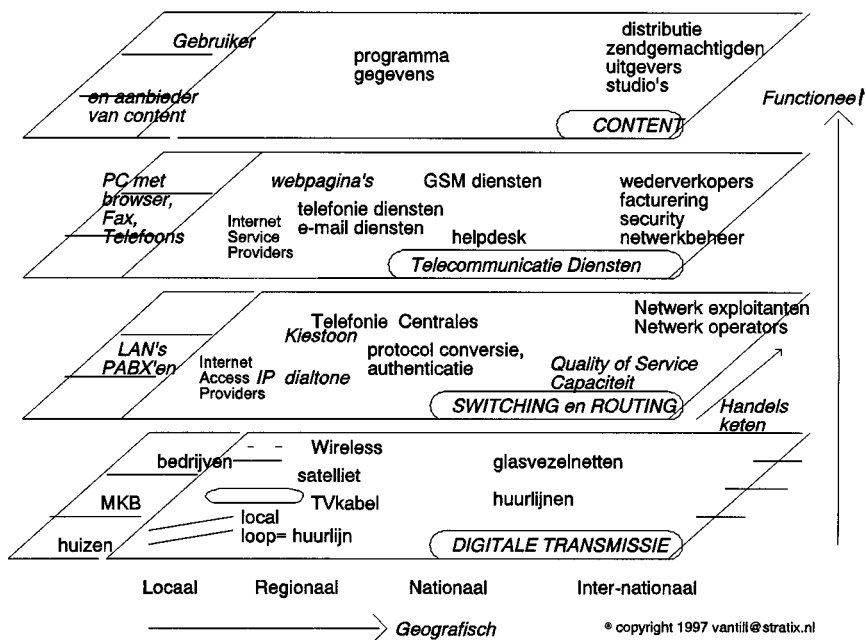 Gebruiker
en aanbieder
van content
programma
gegevens
distributie
zendgemachtigden
uitgevers
studio's
CONTENT
Functioneel
PC met
browser,
Fax,
Telefoons
webpagina's
GSM diensten
telefonie diensten
e-mail diensten
Internet
Service
Providers
helpdesk
wederverkopers
facturering
security
netwerkbeheer
Telecommunicatie Diensten
LAN's
PABX'en
Telefonie Centrales
Kiestoon
Internet
Access
Providers
IP dialtone
protocol conversie,
authenticatie
Netwerk exploitanten
Netwerk operators
Quality of Service
Capaciteit
SWITCHING en ROUTING
Handels
keten
bedrijven
MKB
huizen
Wireless
satelliet
TVkabel
local
loop= huurlijn
glasvezelnetten
huurlijnen
DIGITALE TRANSMISSIE
Locaal Regionaal Nationaal Inter-nationaal
Geografisch
© copyright 1997 vantill@stratix.nl